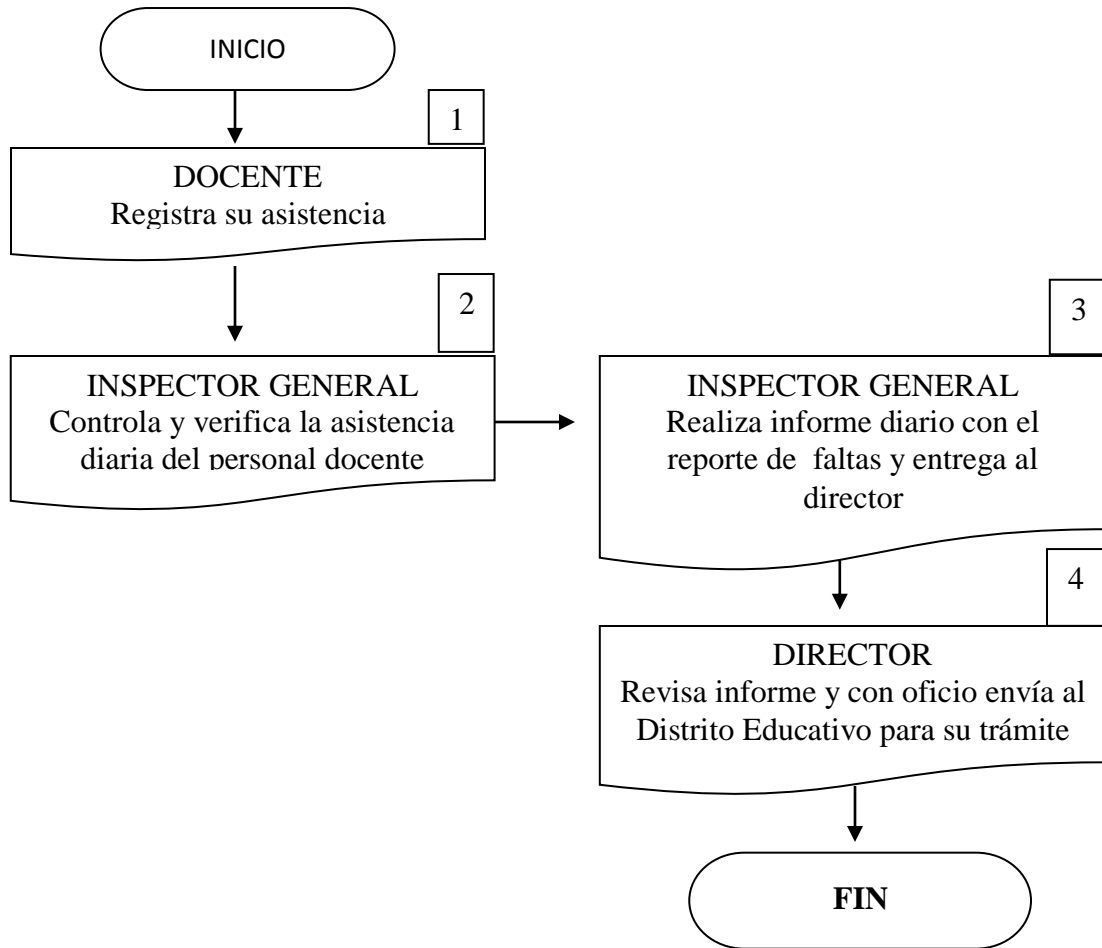 INICIO
1
DOCENTE
Registra su asistencia
2
INSPECTOR GENERAL
Controla y verifica la asistencia
diaria del personal docente
3
INSPECTOR GENERAL
Realiza informe diario con el
reporte de faltas y entrega al
director
4
DIRECTOR
Revisa informe y con oficio envía al
Distrito Educativo para su trámite
FIN